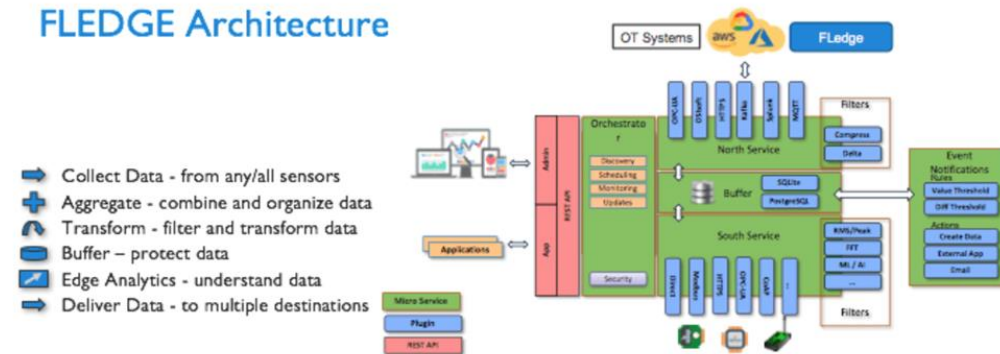 FLEDGE Architecture
Collect Data - from any/all sensors
Aggregate - combine and organize data
Transform - filter and transform data
Buffer – protect data
Edge Analytics - understand data
Deliver Data - to multiple destinations
Micro Service
Plugin
REST API
Applications
Admin
App
REST API
Orchestrato
r
Discovery
Scheduling
Monitoring
Updates
Security
OT Systems
aws
FLedge
OPC-UA
OSIsoft
HTTPS
Kafka
Splunk
MQTT
North Service
Filters
Compress
Delta
Buffer
SQLite
PostgreSQL
South Service
Modbus
HTTPS
OPC-UA
CoAP
...
RMS/Peak
FFT
ML / AI
...
Filters
Event
Notifications
Rules
Value Threshold
Diff Threshold
Actions
Create Data
External App
Email